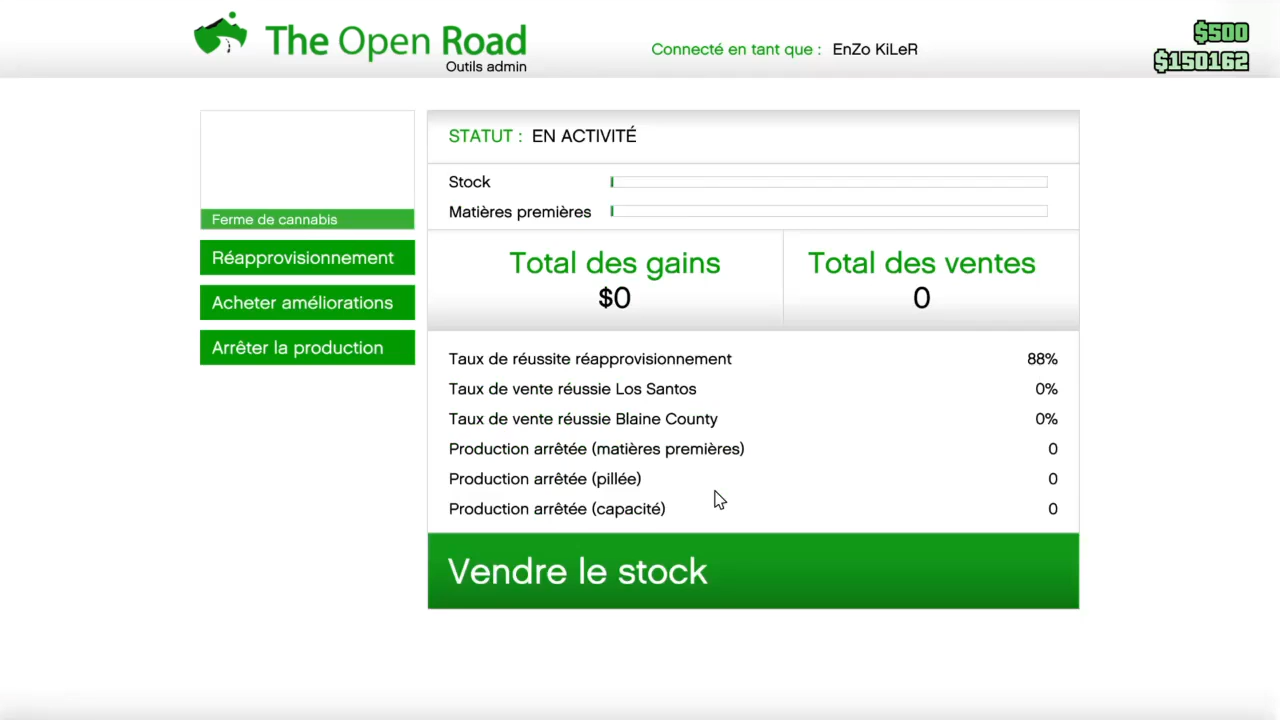 The Open Road
Outils admin
Connecté en tant que : EnZo KiLeR
$500
$150162
Ferme de cannabis
Réapprovisionnement
Acheter améliorations
Arrêter la production
STATUT : EN ACTIVITÉ
Stock
Matières premières
Total des gains
$0
Total des ventes
0
Taux de réussite réapprovisionnement 88%
Taux de vente réussie Los Santos 0%
Taux de vente réussie Blaine County 0%
Production arrêtée (matières premières) 0
Production arrêtée (pillée) 0
Production arrêtée (capacité) 0
Vendre le stock